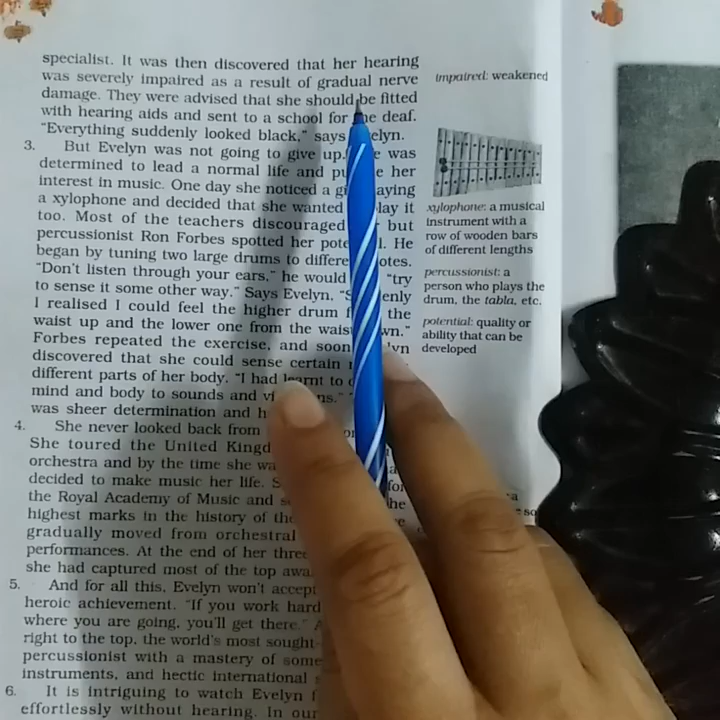 specialist. It was then discovered that her hearing
was severely impaired as a result of gradual nerve
damage. They were advised that she should be fitted
with hearing aids and sent to a school for the deaf.
"Everything suddenly looked black," says Evelyn.
3. But Evelyn was not going to give up. was
determined to lead a normal life and her
interest in music. One day she noticed a
a xylophone and decided that she wanted it
too. Most of the teachers discouraged but
percussionist Ron Forbes spotted her He
began by tuning two large drums to
"Don't listen through your ears," he would "try
to sense it some other way." Says Evelyn,
I realised I could feel the higher drum the
waist up and the lower one from the
Forbes repeated the exercise, and soon
discovered that she could sense certain
different parts of her body. "I had learnt to
mind and body to sounds and
was sheer determination and
4. She never looked back from
She toured the United
orchestra and by the time she
decided to make music her life.
the Royal Academy of Music and
highest marks in the history of
gradually moved from orchestral
performances. At the end of her
she had captured most of the top
5. And for all this, Evelyn won't accept
heroic achievement. "If you work hard
where you are going, you'll get there."
right to the top, the world's most
percussionist with a mastery of some
instruments, and hectic international
6. It is intriguing to watch Evelyn
effortlessly without hearing. In our
impaired: weakened
xylophone: a musical
instrument with a
row of wooden bars
of different lengths
percussionist: a
person who plays the
drum, the tabla, etc.
potential: quality or
ability that can be
developed